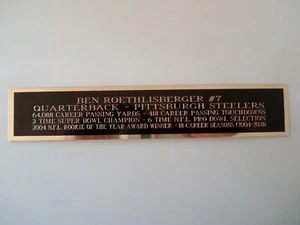 BEN ROETHLISBERGER #7
QUARTERBACK - PITTSBURGH STEELERS
64,088 CAREER PASSING YARDS - 418 CAREER PASSING TOUCHDOWNS
2 TIME SUPER BOWL CHAMPION - 6 TIME N.F.L. PRO BOWL SELECTION
2004 N.F.L. ROOKIE OF THE YEAR AWARD WINNER - 18 CAREER SEASONS (2004-2021)